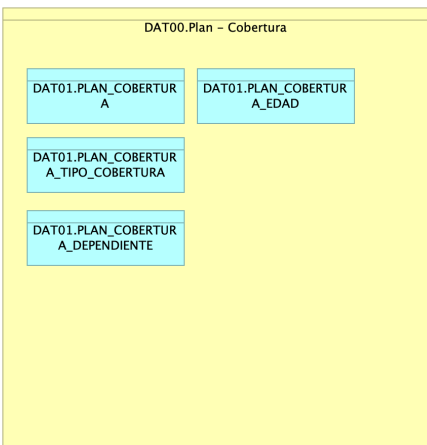 DAT00.Plan – Cobertura
DAT01.PLAN_COBERTUR
A
DAT01.PLAN_COBERTUR
A_EDAD
DAT01.PLAN_COBERTUR
A_TIPO_COBERTURA
DAT01.PLAN_COBERTUR
A_DEPENDIENTE